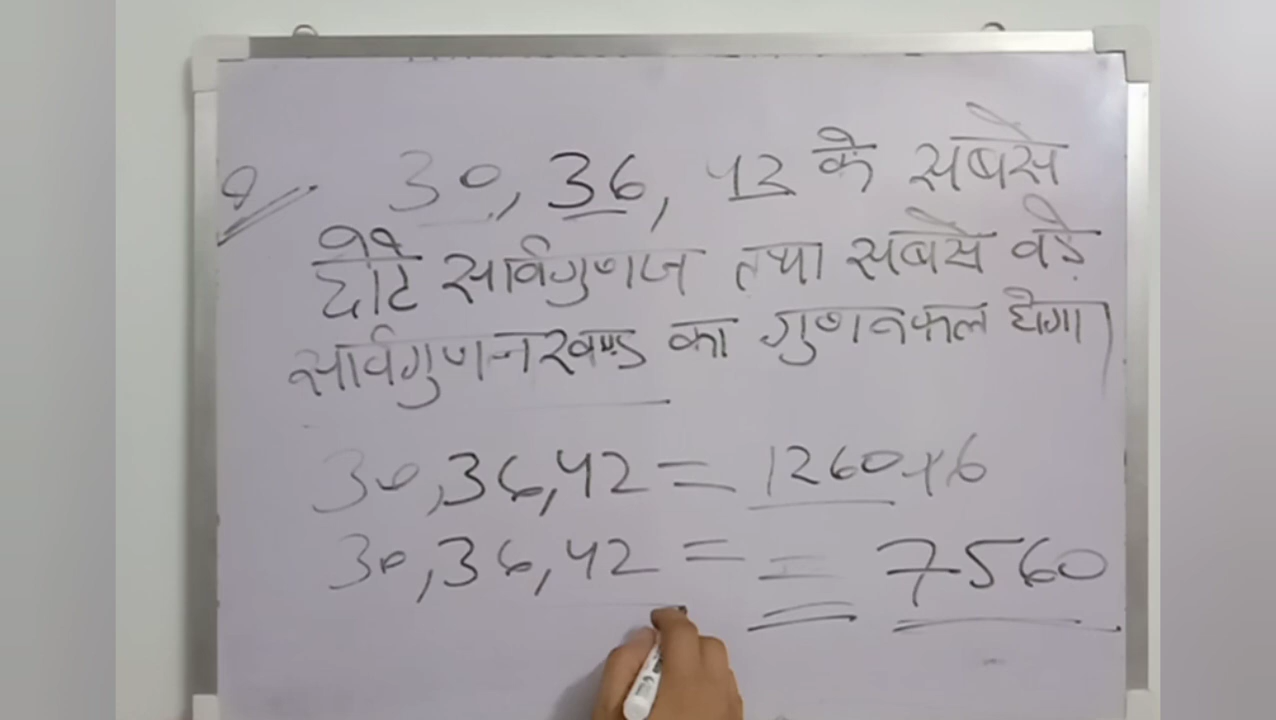 Q 30, 36, 42 के सबसे
छोटे सार्वगुणज तथा सबसे बड़े
सार्वगुणनखण्ड का गुणनफल होगा।
30,36,42 = 1260×6
30,36,42 = = 7560